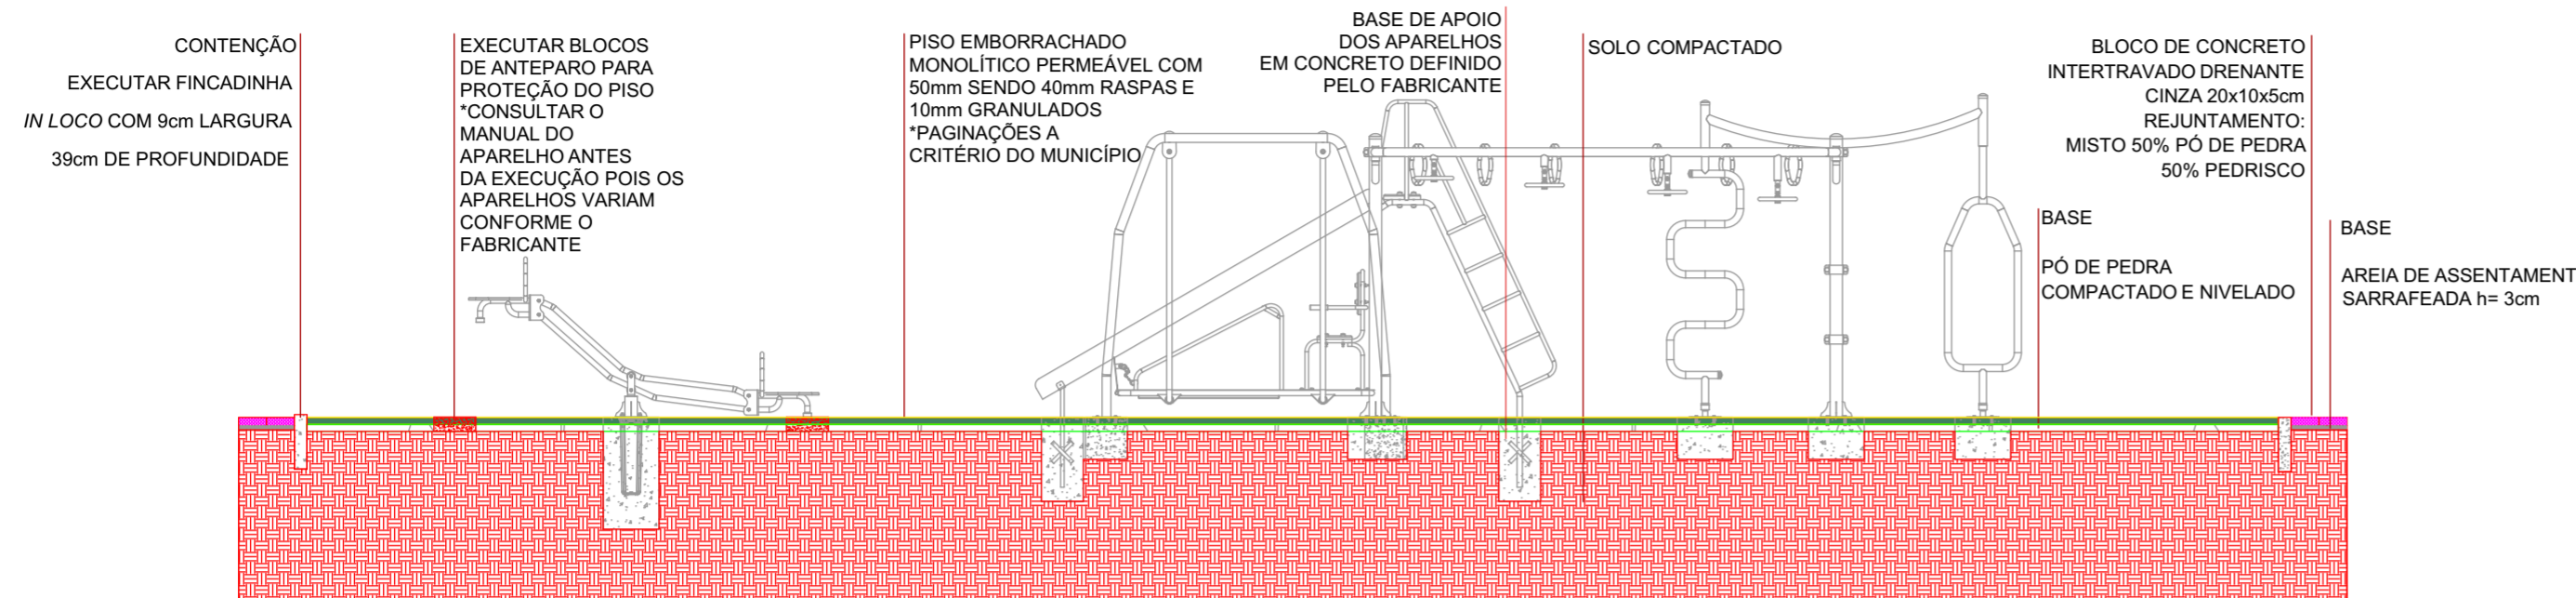 CONTENÇÃO
EXECUTAR FINCADINHA
IN LOCO COM 9cm LARGURA
39cm DE PROFUNDIDADE
EXECUTAR BLOCOS
DE ANTEPARO PARA
PROTEÇÃO DO PISO
*CONSULTAR O
MANUAL DO
APARELHO ANTES
DA EXECUÇÃO POIS OS
APARELHOS VARIAM
CONFORME O
FABRICANTE
PISO EMBORRACHADO
MONOLÍTICO PERMEÁVEL COM
50mm SENDO 40mm RASPAS E
10mm GRANULADOS
*PAGINAÇÕES A
CRITÉRIO DO MUNICÍPIO
BASE DE APOIO
DOS APARELHOS
EM CONCRETO DEFINIDO
PELO FABRICANTE
SOLO COMPACTADO
BLOCO DE CONCRETO
INTERTRAVADO DRENANTE
CINZA 20x10x5cm
REJUNTAMENTO:
MISTO 50% PÓ DE PEDRA
50% PEDRISCO
BASE
PÓ DE PEDRA
COMPACTADO E NIVELADO
BASE
AREIA DE ASSENTAMENT
SARRAFEADA h= 3cm